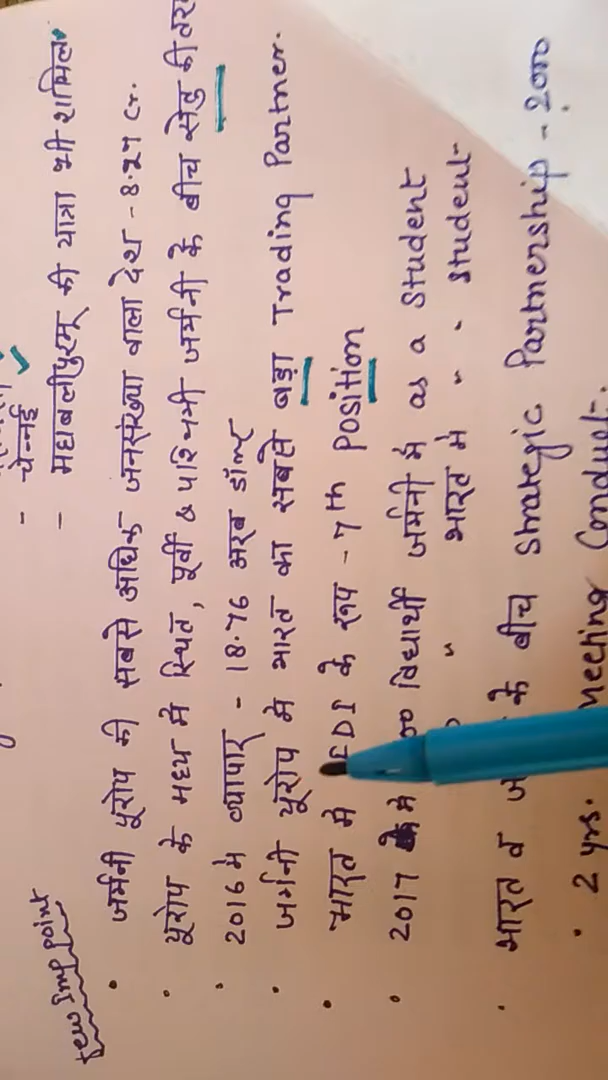 - चेन्नई
- महाबलीपुरम् की यात्रा भी शामिल
few Imp point
• जर्मनी यूरोप की सबसे अधिक जनसंख्या वाला देश - 8.27 Cr.
• यूरोप के मध्य में स्थित, पूर्वी & पश्चिमी जर्मनी के बीच सेतु की तरह
• 2016 में व्यापार - 18.76 अरब डॉलर
• जर्मनी यूरोप में भारत का सबसे बड़ा Trading Partner.
• भारत में FDI के रूप - 7th Position
• 2017 में विद्यार्थी जर्मनी में as a Student
" भारत में " " student
• भारत व के बीच Strategic Partnership - 2000
• 2 yrs. meeting Conduct.